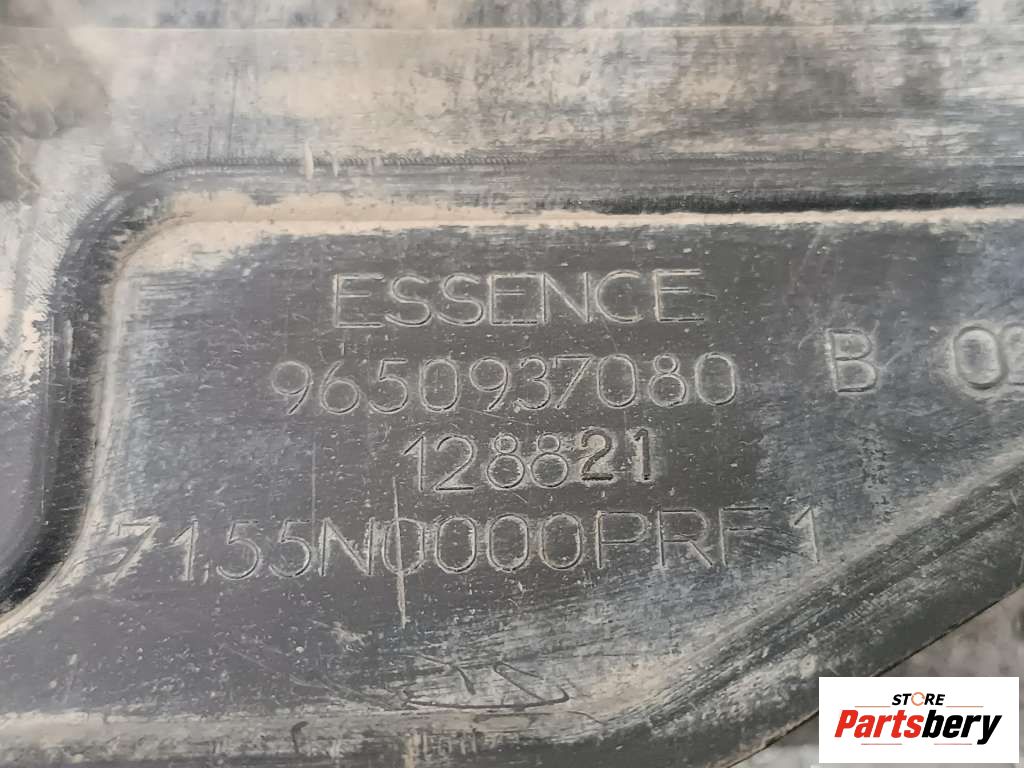 ESSENCE
9650937080 B
128821
7155N0000PRF1
STORE
Partsbery